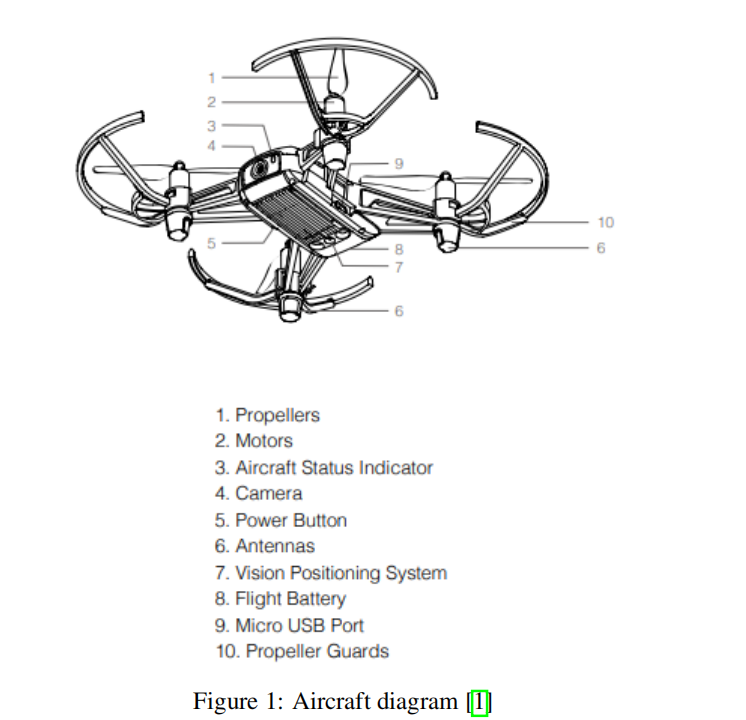 1
2
3
4
9
10
5
8
6
7
6
1. Propellers
2. Motors
3. Aircraft Status Indicator
4. Camera
5. Power Button
6. Antennas
7. Vision Positioning System
8. Flight Battery
9. Micro USB Port
10. Propeller Guards
Figure 1: Aircraft diagram [1]